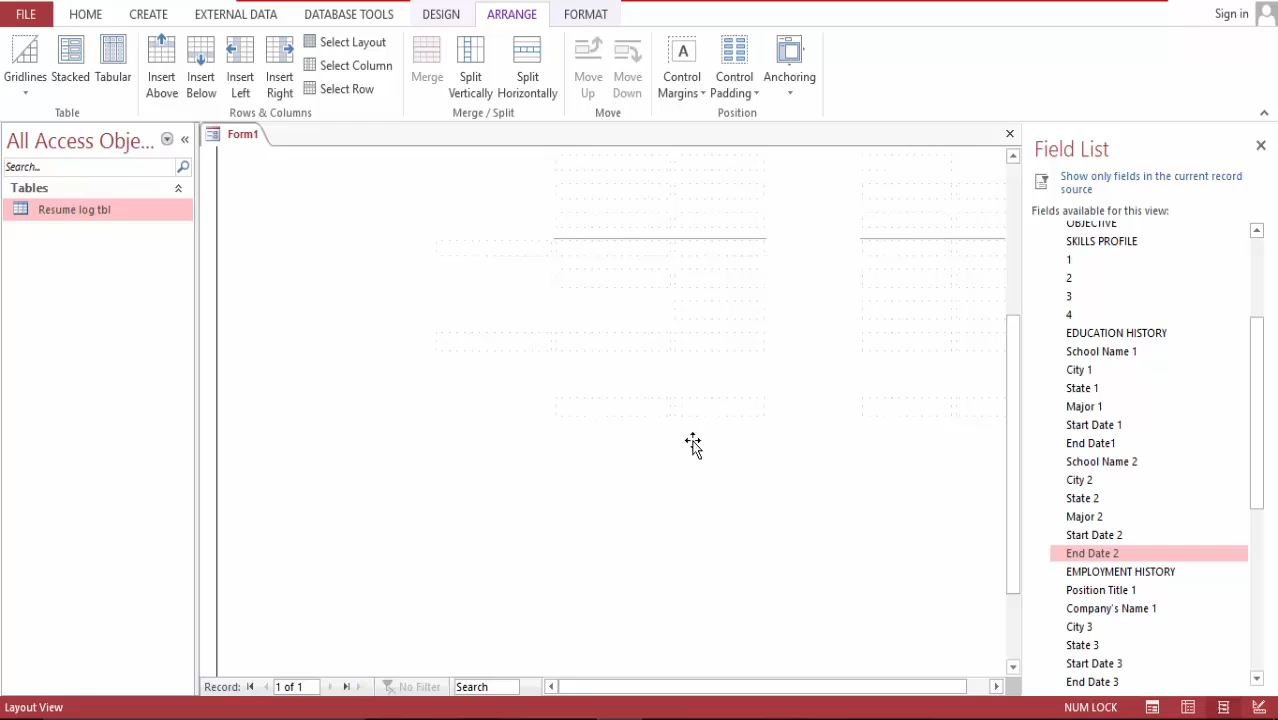 FILE HOME CREATE EXTERNAL DATA DATABASE TOOLS DESIGN ARRANGE FORMAT Sign in
Gridlines Stacked Tabular
Table
Insert Above Insert Below Insert Left Insert Right
Select Layout
Select Column
Select Row
Rows & Columns
Merge Split Vertically Split Horizontally
Merge / Split
Move Up Move Down
Move
Control Margins Control Padding Anchoring
Position
All Access Obje...
Search...
Tables
Resume log tbl
Form1
Field List
Show only fields in the current record
source
Fields available for this view:
OBJECTIVE
SKILLS PROFILE
1
2
3
4
EDUCATION HISTORY
School Name 1
City 1
State 1
Major 1
Start Date 1
End Date1
School Name 2
City 2
State 2
Major 2
Start Date 2
End Date 2
EMPLOYMENT HISTORY
Position Title 1
Company's Name 1
City 3
State 3
Start Date 3
End Date 3
Record: 1 of 1 No Filter Search
Layout View NUM LOCK